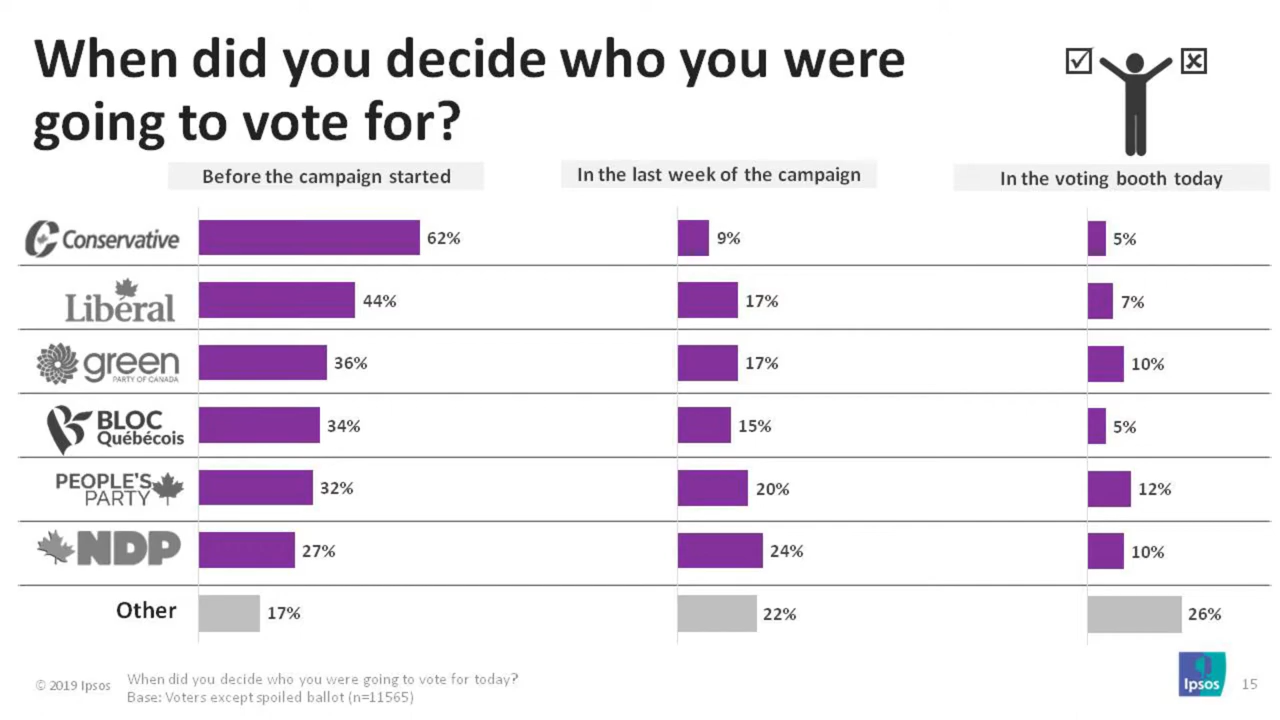 When did you decide who you were
going to vote for?
Before the campaign started
In the last week of the campaign
In the voting booth today
Conservative 62% 9% 5%
Libéral 44% 17% 7%
green PARTY OF CANADA 36% 17% 10%
BLOC Québécois 34% 15% 5%
PEOPLE'S PARTY 32% 20% 12%
NDP 27% 24% 10%
Other 17% 22% 26%
© 2019 Ipsos
When did you decide who you were going to vote for today?
Base: Voters except spoiled ballot (n=11565)
Ipsos
15